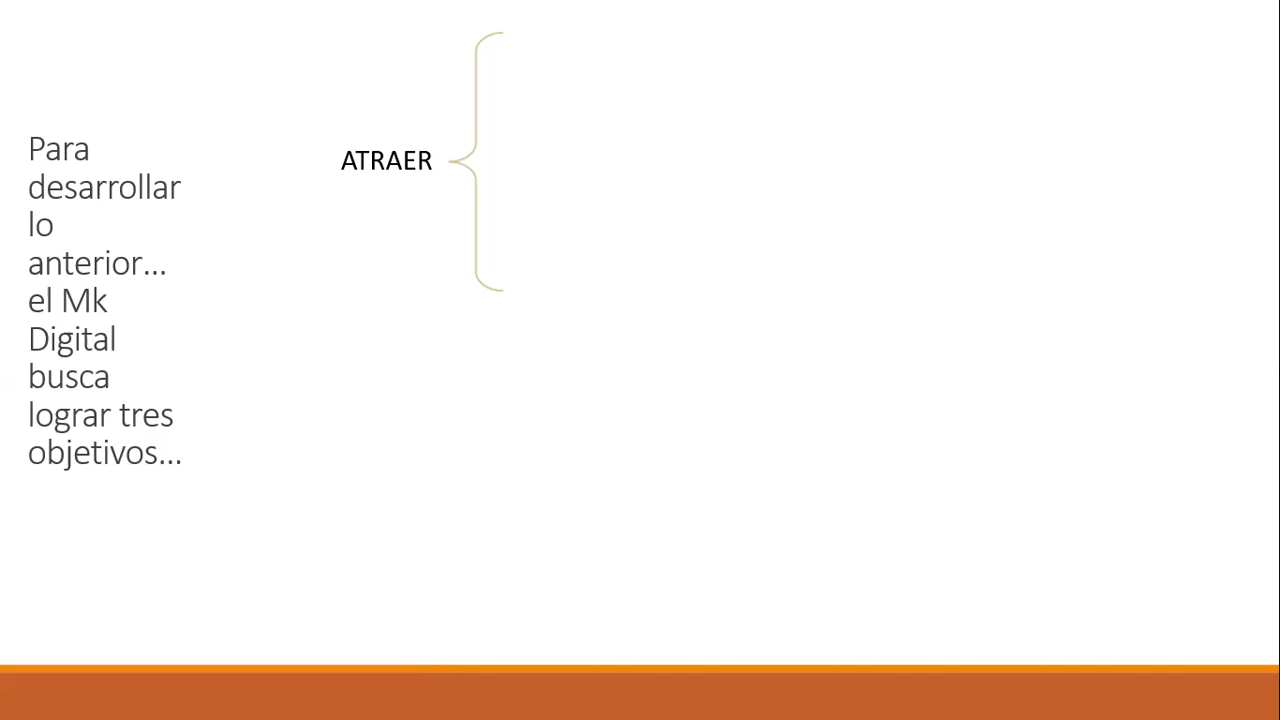 Para
desarrollar
lo
anterior...
el Mk
Digital
busca
lograr tres
objetivos...
ATRAER